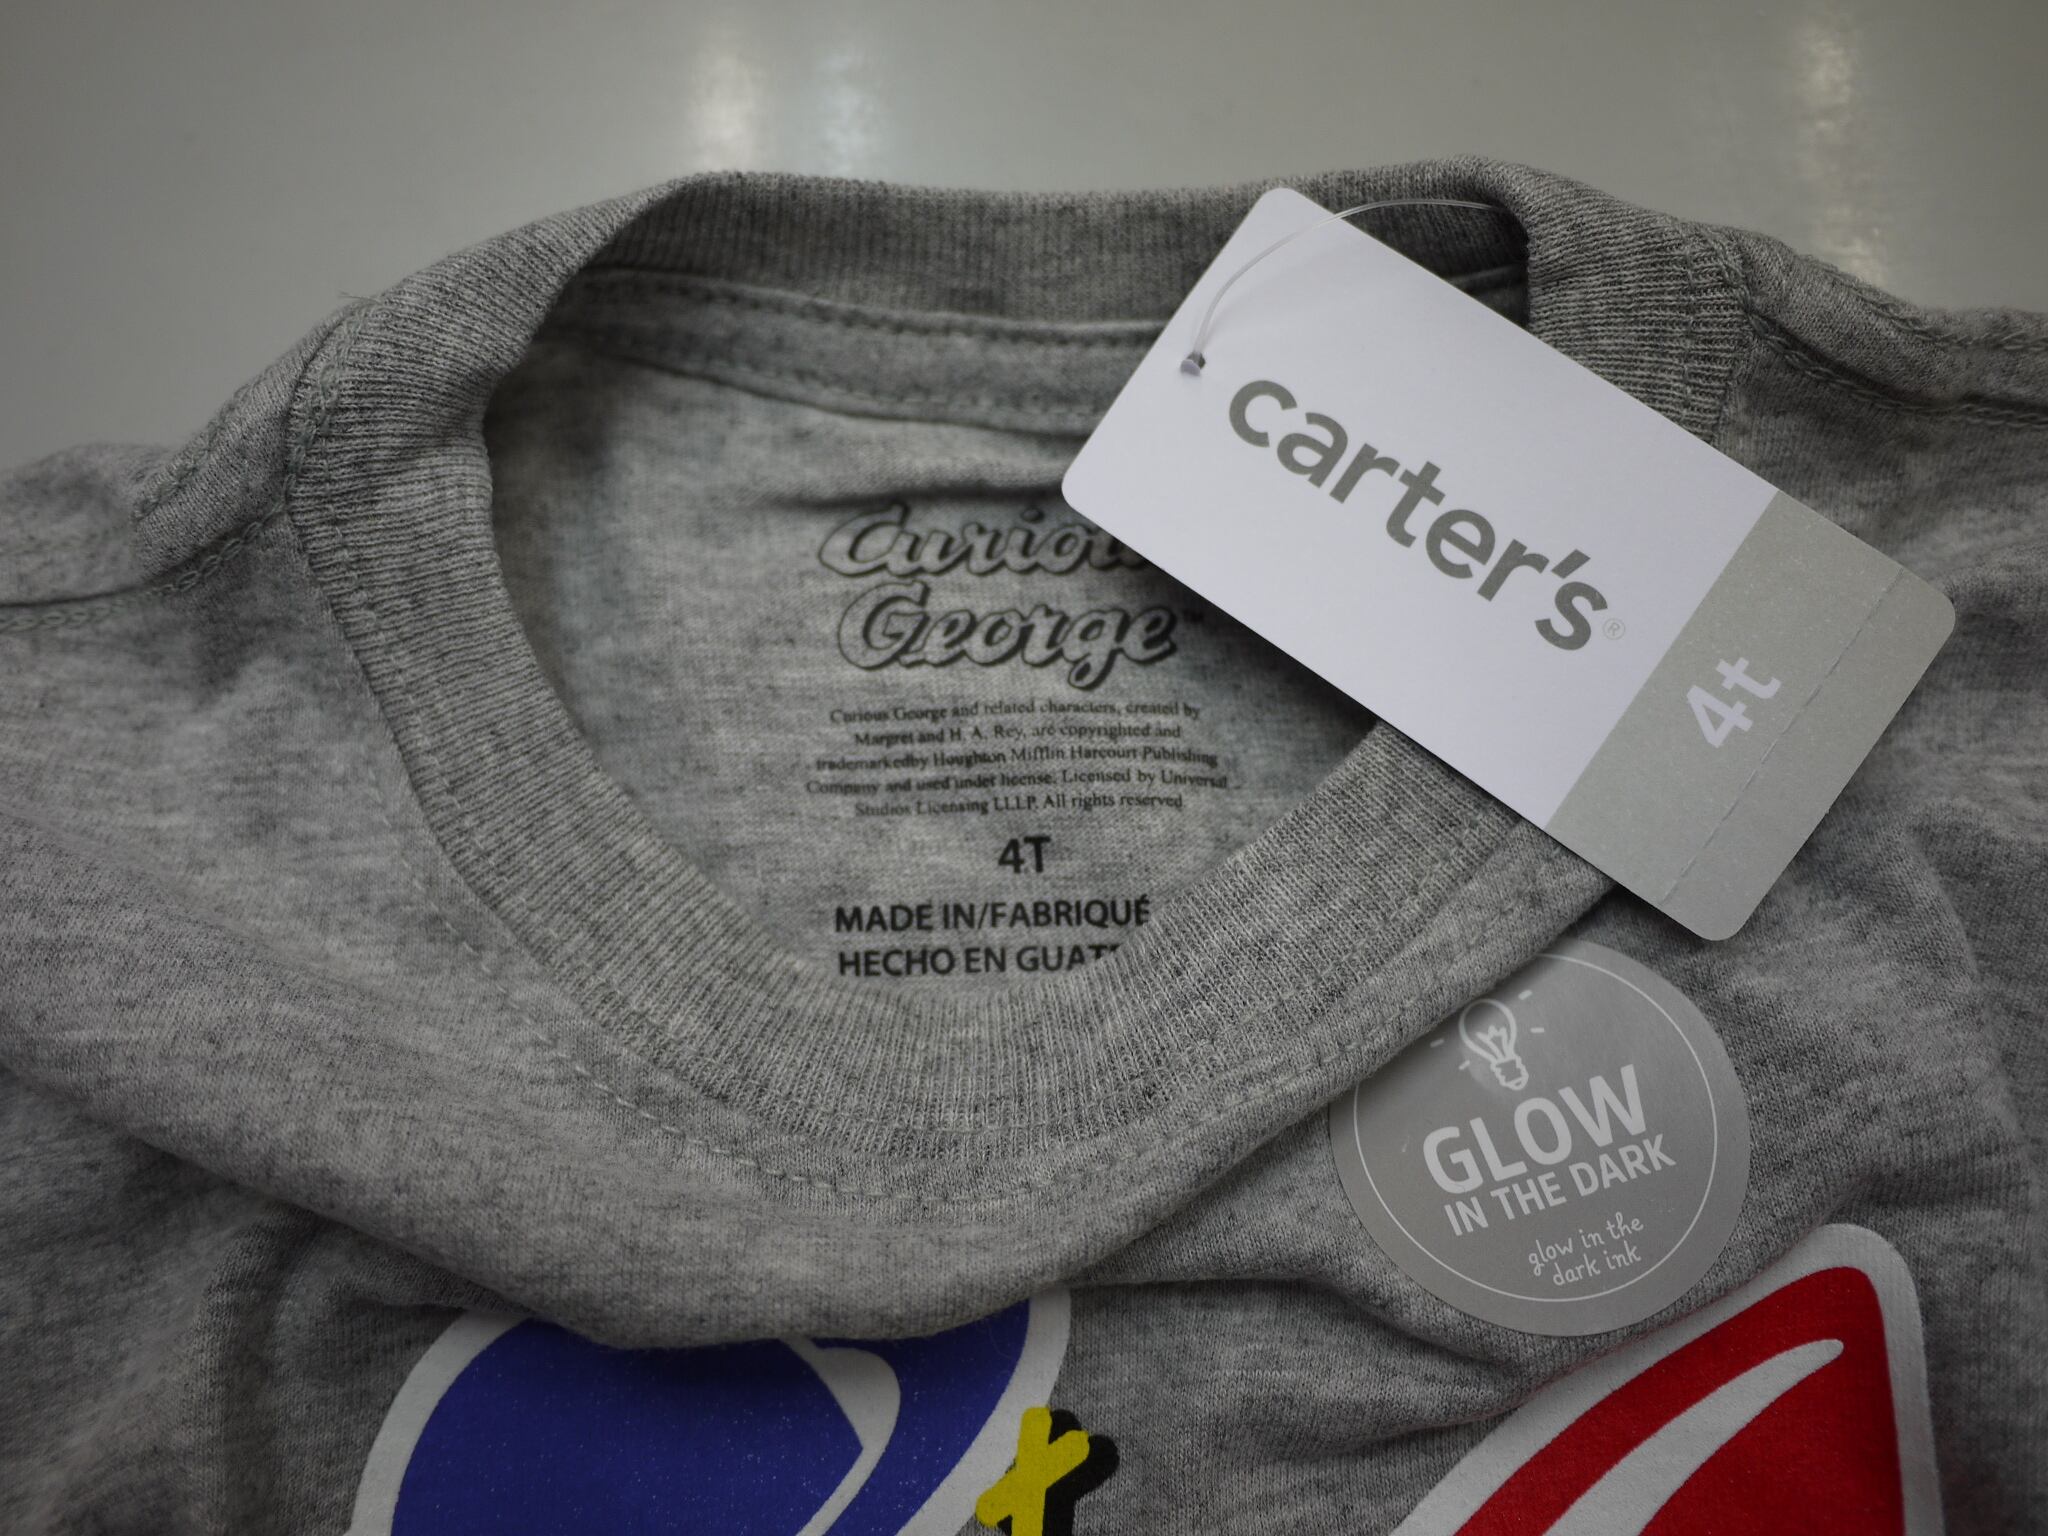 carter's®
4t
Curious
George™
Curious George and related characters, created by
Margret and H. A. Rey, are copyrighted and
trademarkedby Houghton Mifflin Harcourt Publishing
Company and used under license. Licensed by Universal
Studios Licensing LLLP. All rights reserved
4T
MADE IN/FABRIQUÉ
HECHO EN GUAT
GLOW
IN THE DARK
glow in the
dark ink